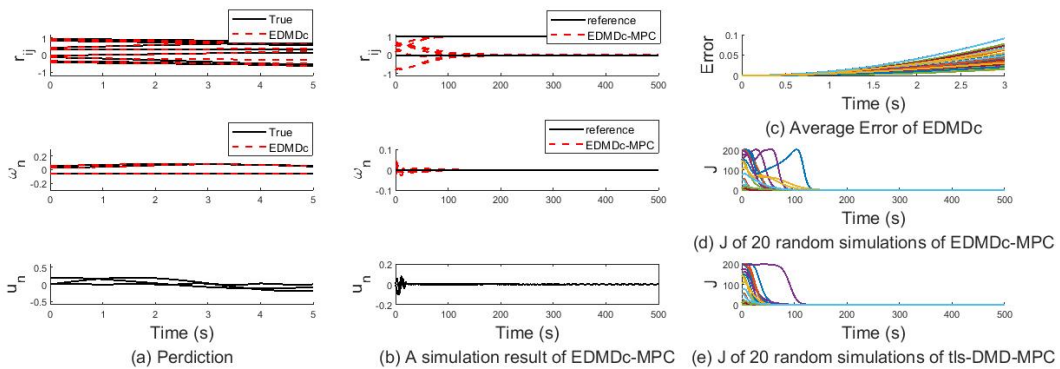 True
EDMDc
r_ij
1
0
-1
0 1 2 3 4 5
True
EDMDc
ω_n
0.2
0
-0.2
0 1 2 3 4 5
u_n
0.5
0
-0.5
0 1 2 3 4 5
Time (s)
(a) Perdiction
reference
EDMDc-MPC
r_ij
1
0
-1
0 100 200 300 400 500
reference
EDMDc-MPC
ω_n
0.1
0
-0.1
0 100 200 300 400 500
u_n
0.2
0
-0.2
0 100 200 300 400 500
Time (s)
(b) A simulation result of EDMDc-MPC
Error
0.1
0.05
0
0 0.5 1 1.5 2 2.5 3
Time (s)
(c) Average Error of EDMDc
J
200
100
0
0 100 200 300 400 500
Time (s)
(d) J of 20 random simulations of EDMDc-MPC
J
200
100
0
0 100 200 300 400 500
Time (s)
(e) J of 20 random simulations of tls-DMD-MPC